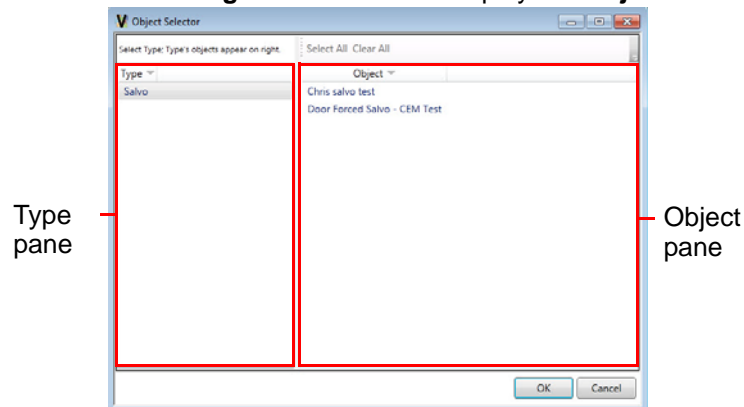 Object Selector
Select Type; Type's objects appear on right.
Select All Clear All
Type
Object
Salvo
Chris salvo test
Door Forced Salvo - CEM Test
Type
pane
Object
pane
OK
Cancel